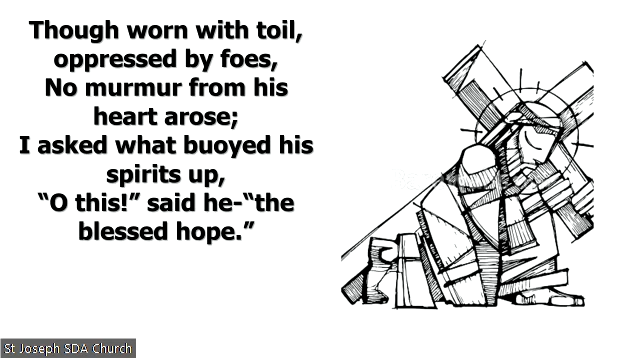 Though worn with toil,
oppressed by foes,
No murmur from his
heart arose;
I asked what buoyed his
spirits up,
“O this!” said he-“the
blessed hope.”
St Joseph SDA Church